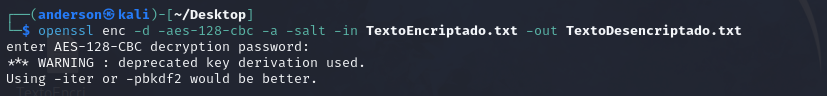 ┌──(anderson㉿kali)-[~/Desktop]
└─$ openssl enc -d -aes-128-cbc -a -salt -in TextoEncriptado.txt -out TextoDesencriptado.txt
enter AES-128-CBC decryption password:
*** WARNING : deprecated key derivation used.
Using -iter or -pbkdf2 would be better.